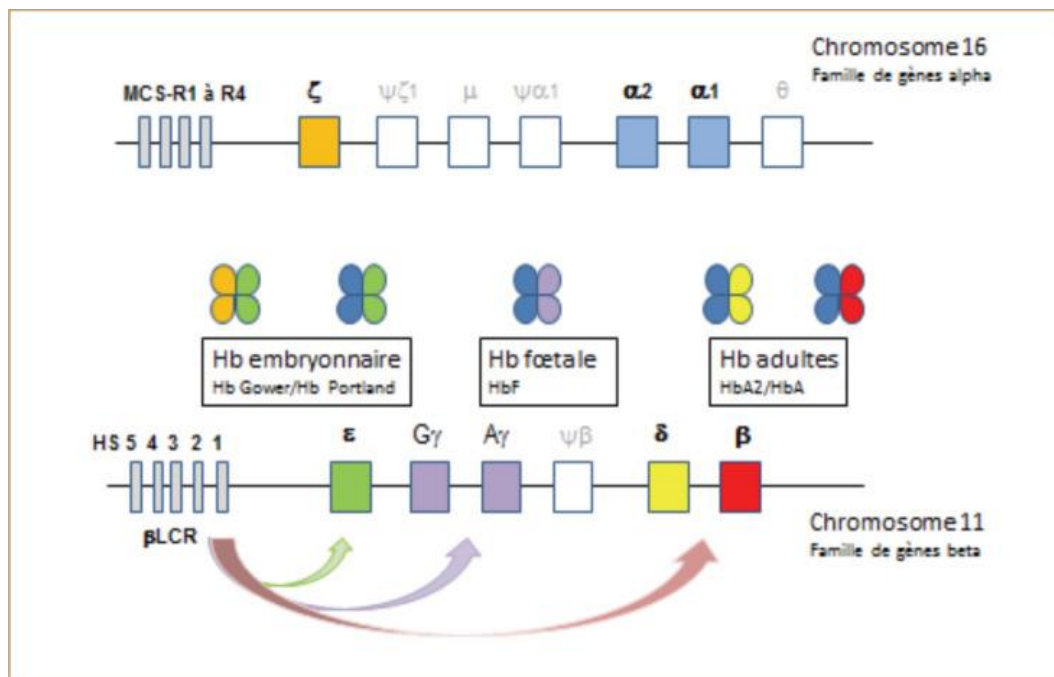 Chromosome 16
Famille de gènes alpha
MCS-R1 à R4 ζ ψζ1 μ ψα1 α2 α1 θ
Hb embryonnaire
Hb Gower/Hb Portland
Hb fœtale
HbF
Hb adultes
HbA2/HbA
HS 5 4 3 2 1 ε Gγ Aγ ψβ δ β
βLCR
Chromosome 11
Famille de gènes beta